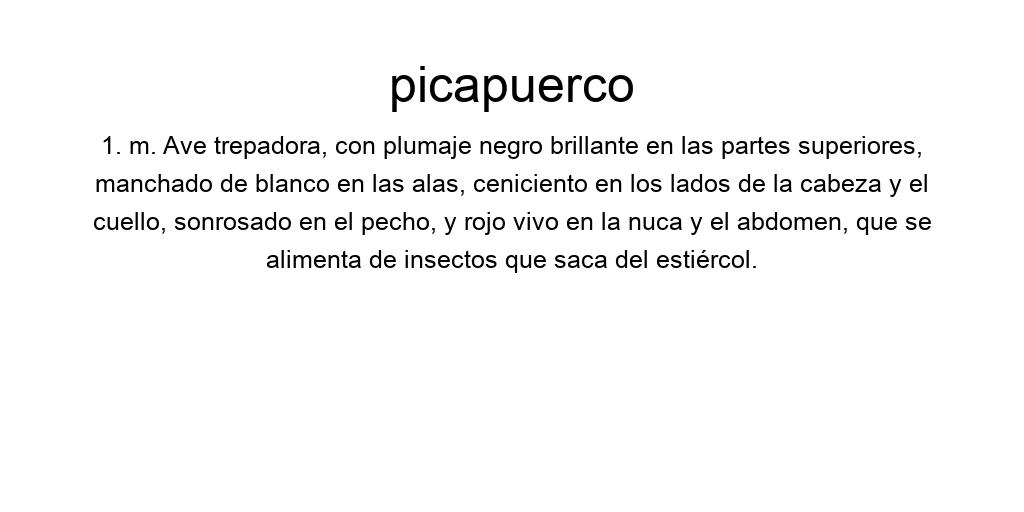 picapuerco
1. m. Ave trepadora, con plumaje negro brillante en las partes superiores,
manchado de blanco en las alas, ceniciento en los lados de la cabeza y el
cuello, sonrosado en el pecho, y rojo vivo en la nuca y el abdomen, que se
alimenta de insectos que saca del estiércol.